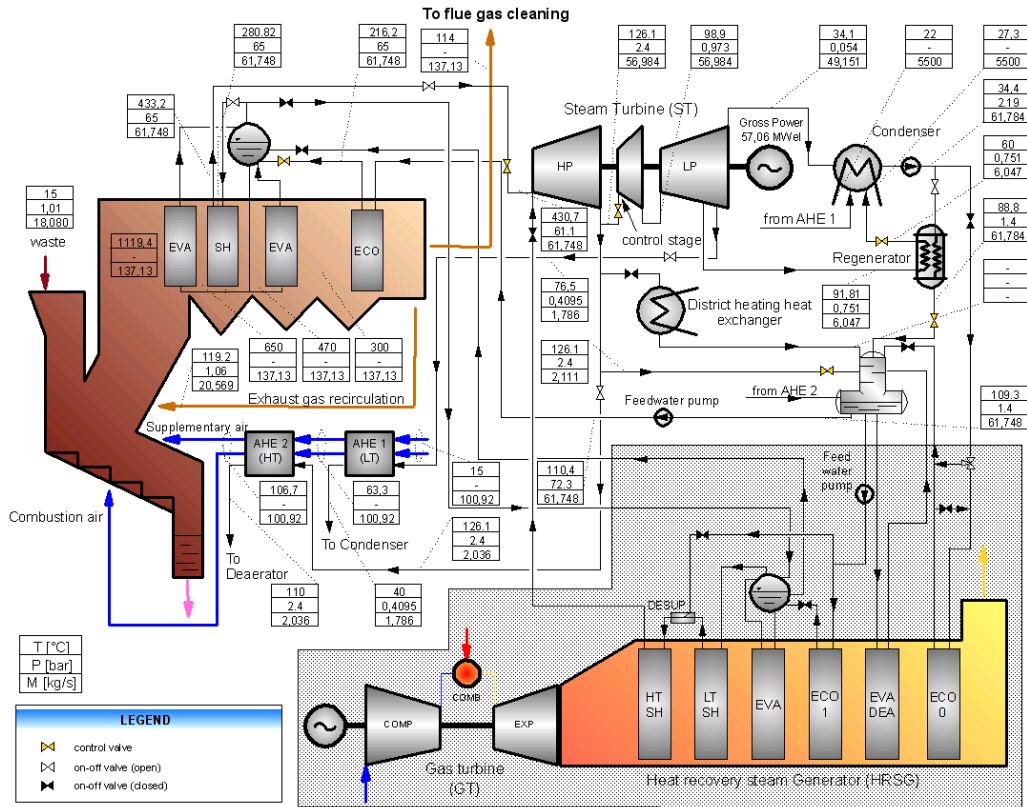 To flue gas cleaning
280.82
65
61,748
216,2
65
61,748
114
-
137,13
126.1
2.4
56,984
98,9
0,973
56,984
34,1
0,054
49,151
22
-
5500
27,3
-
5500
433,2
65
61,748
Steam Turbine (ST)
Gross Power
57,06 MWel
Condenser
34,4
2.19
61,784
60
0,751
6,047
15
1,01
18,080
waste
HP
LP
from AHE 1
88,8
1.4
61,784
EVA
SH
EVA
ECO
1119,4
-
137,13
430,7
61.1
61,748
control stage
Regenerator
-
-
-
76,5
0,4095
1,786
District heating heat
exchanger
91,81
0,751
6,047
119.2
1,06
20,569
650
-
137,13
470
-
137,13
300
-
137,13
126.1
2.4
2,111
Exhaust gas recirculation
from AHE 2
Feedwater pump
109.3
1.4
61,748
Supplementary air
AHE 2
(HT)
AHE 1
(LT)
15
-
100,92
110,4
72.3
61,748
Feed
water
pump
106,7
-
100,92
63,3
-
100,92
Combustion air
126.1
2.4
2,036
To
Deaerator
To Condenser
110
2.4
2,036
40
0,4095
1,786
DESUP.
T [°C]
P [bar]
M [kg/s]
COMB
HT
SH
LT
SH
EVA
ECO
1
EVA
DEA
ECO
0
COMP
EXP
LEGEND
control valve
on-off valve (open)
on-off valve (closed)
Gas turbine
(GT)
Heat recovery steam Generator (HRSG)